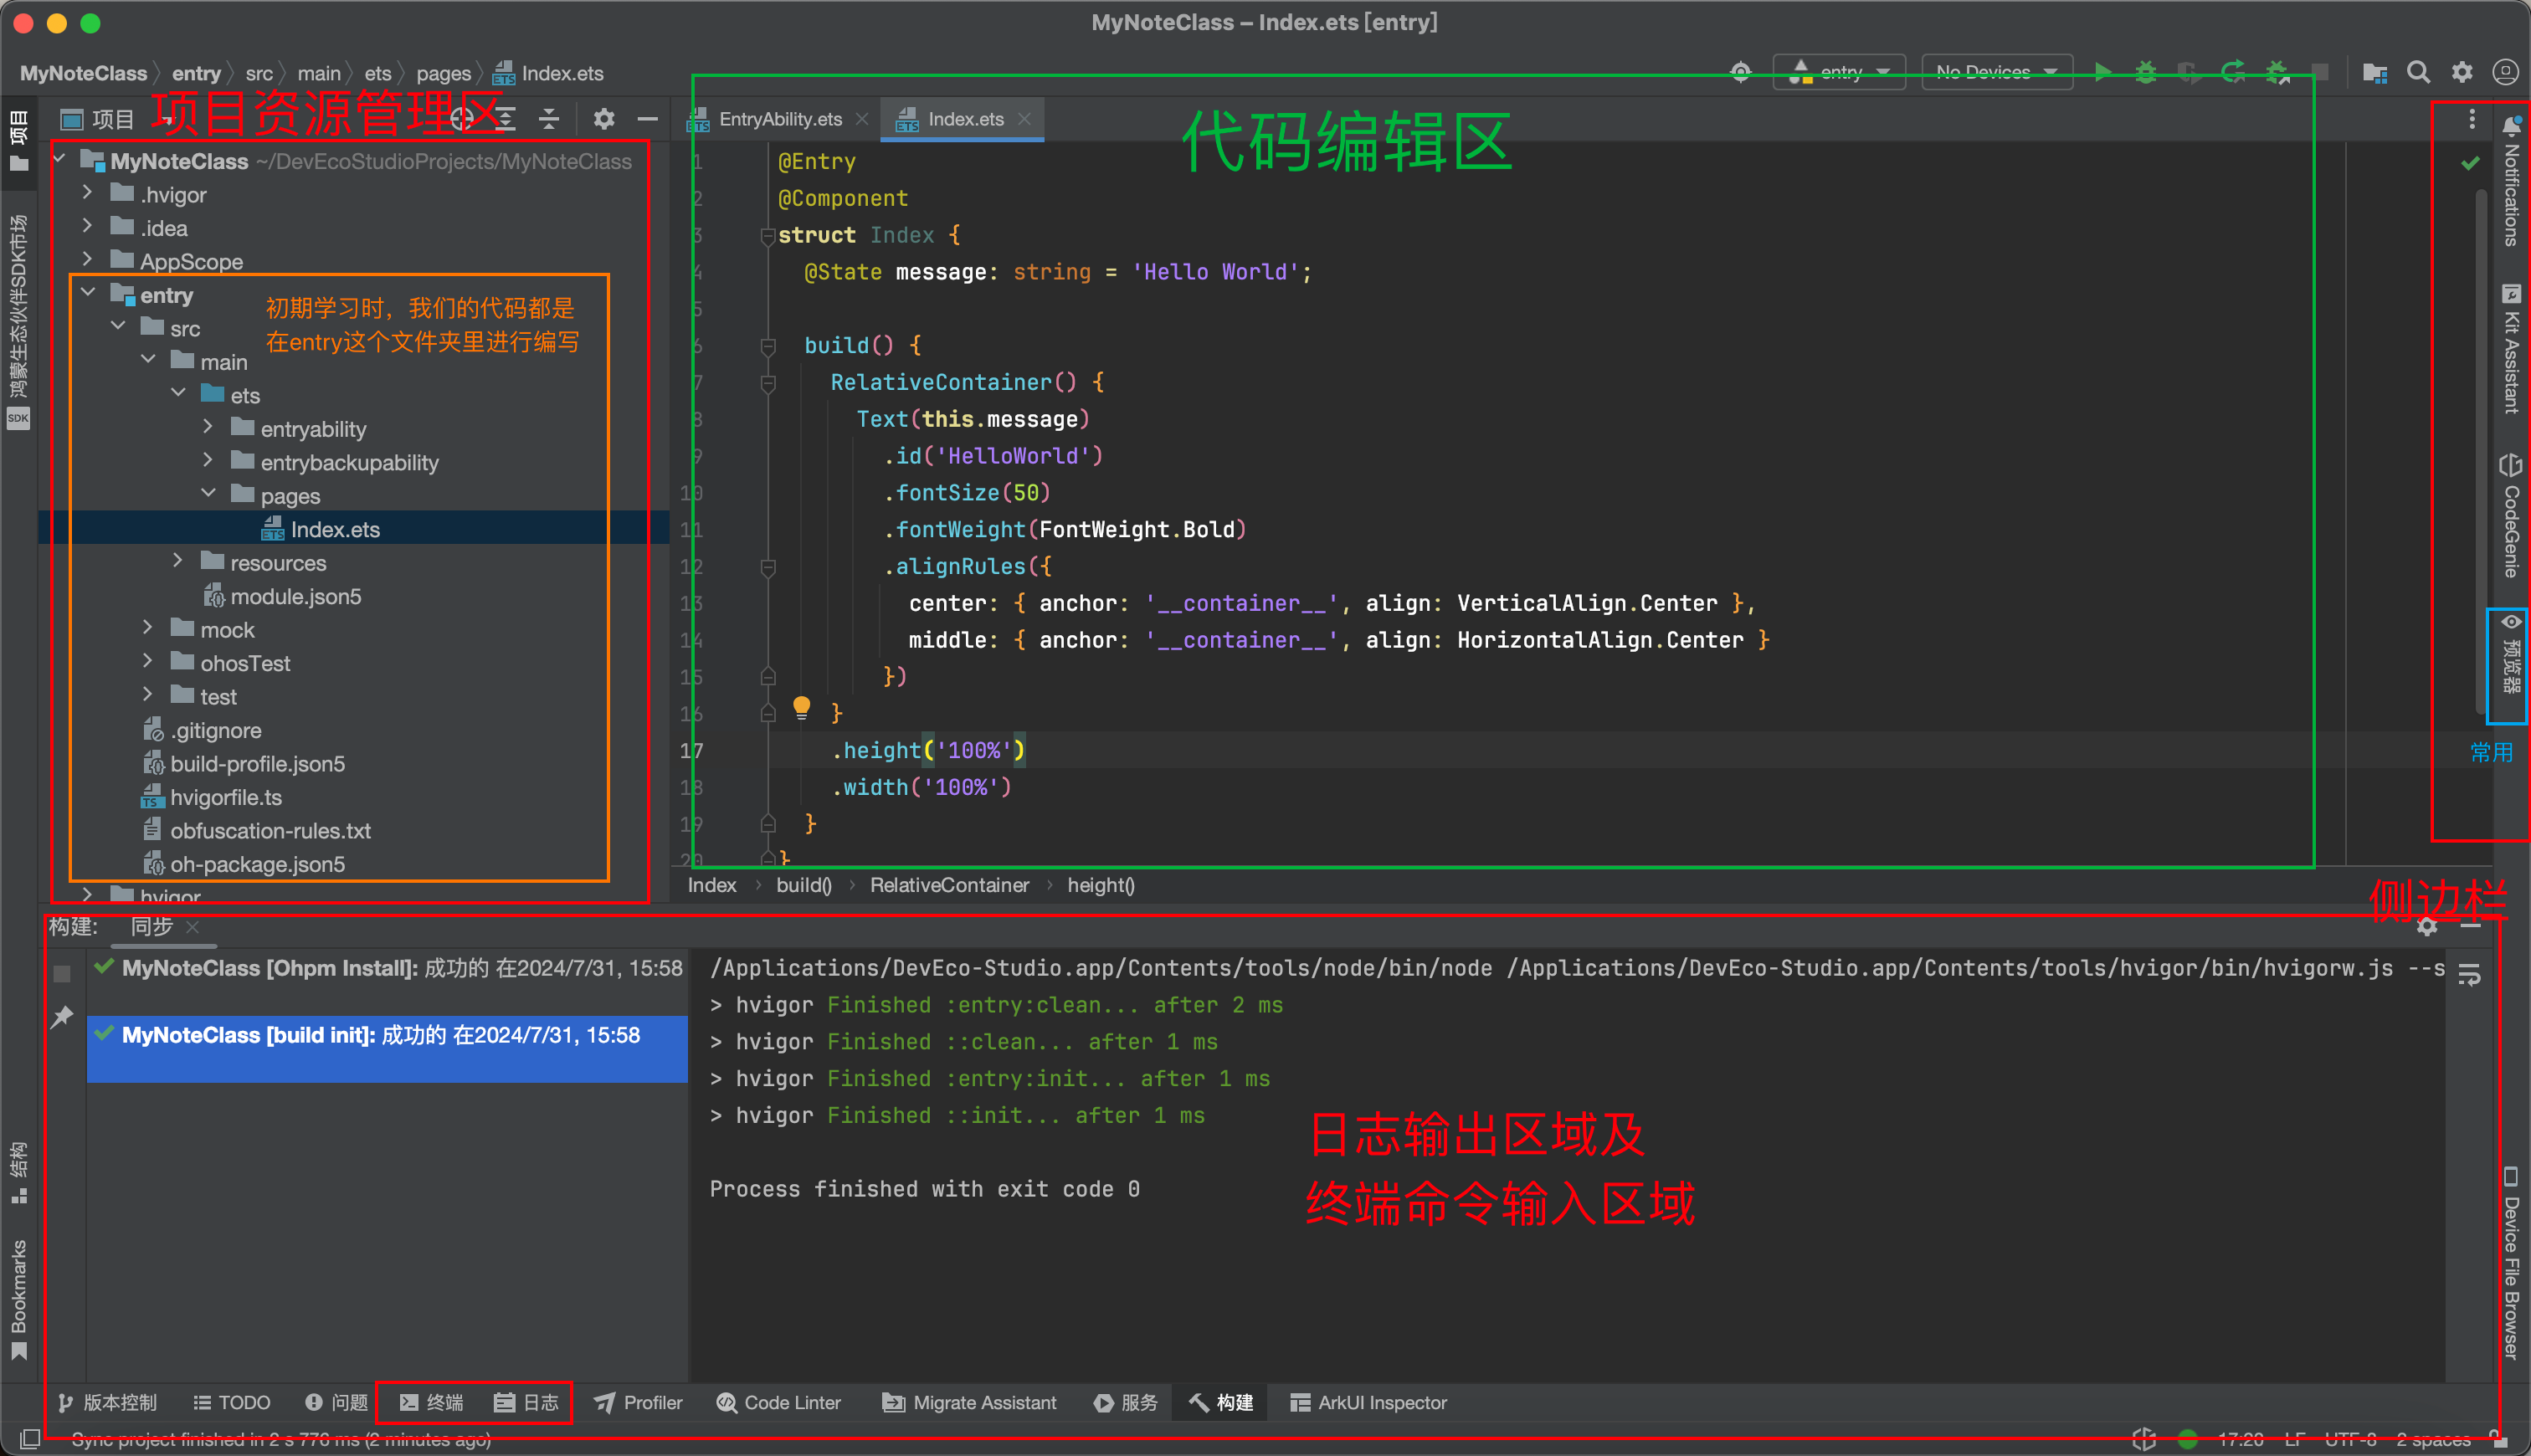 MyNoteClass – Index.ets [entry]
MyNoteClass entry src main ets pages Index.ets
entry
No Devices
项目
项目资源管理区
EntryAbility.ets
Index.ets
代码编辑区
项目
鸿蒙生态伙伴SDK市场
SDK
结构
Bookmarks
MyNoteClass ~/DevEcoStudioProjects/MyNoteClass
.hvigor
.idea
AppScope
entry
初期学习时，我们的代码都是
在entry这个文件夹里进行编写
src
main
ets
entryability
entrybackupability
pages
Index.ets
resources
module.json5
mock
ohosTest
test
.gitignore
build-profile.json5
hvigorfile.ts
obfuscation-rules.txt
oh-package.json5
hvigor
1 @Entry
2 @Component
3 struct Index {
4 @State message: string = 'Hello World';
5
6 build() {
7 RelativeContainer() {
8 Text(this.message)
9 .id('HelloWorld')
10 .fontSize(50)
11 .fontWeight(FontWeight.Bold)
12 .alignRules({
13 center: { anchor: '__container__', align: VerticalAlign.Center },
14 middle: { anchor: '__container__', align: HorizontalAlign.Center }
15 })
16 }
17 .height('100%')
18 .width('100%')
19 }
20 }
Index › build() › RelativeContainer › height()
Notifications
Kit Assistant
CodeGenie
预览器
常用
侧边栏
Device File Browser
构建:
同步
MyNoteClass [Ohpm Install]: 成功的 在2024/7/31, 15:58
MyNoteClass [build init]: 成功的 在2024/7/31, 15:58
/Applications/DevEco-Studio.app/Contents/tools/node/bin/node /Applications/DevEco-Studio.app/Contents/tools/hvigor/bin/hvigorw.js --s
> hvigor Finished :entry:clean... after 2 ms
> hvigor Finished ::clean... after 1 ms
> hvigor Finished :entry:init... after 1 ms
> hvigor Finished ::init... after 1 ms
Process finished with exit code 0
日志输出区域及
终端命令输入区域
版本控制 TODO 问题 终端 日志 Profiler Code Linter Migrate Assistant 服务 构建 ArkUI Inspector
Sync project finished in 2 s 776 ms (2 minutes ago)
17:20 LF UTF-8 2 spaces